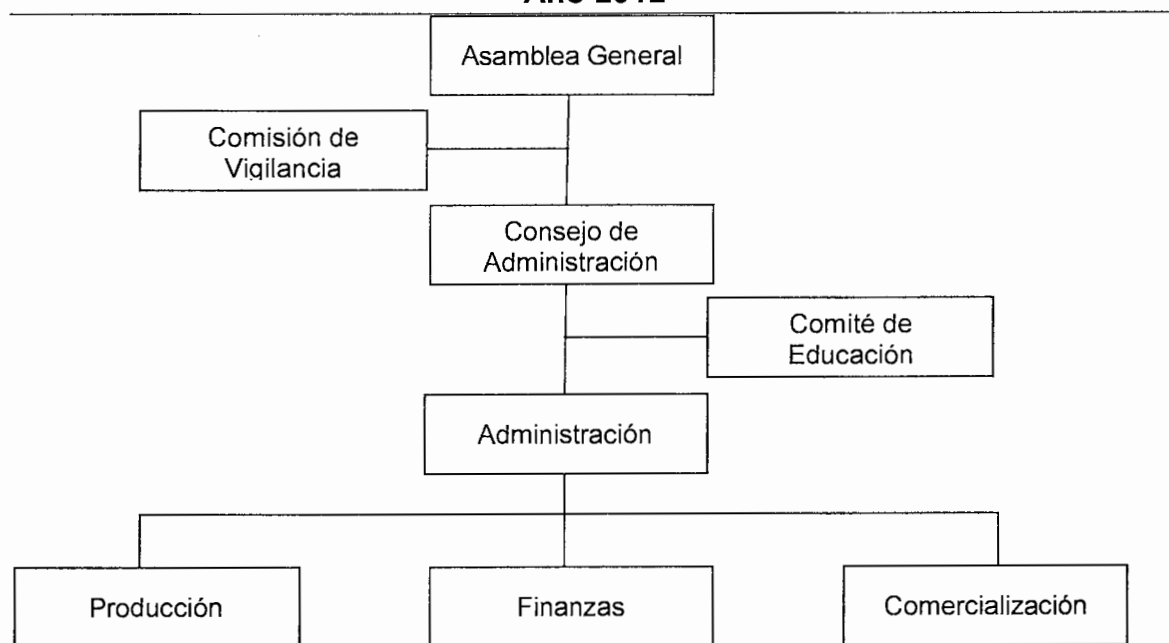 Asamblea General
Comisión de
Vigilancia
Consejo de
Administración
Comité de
Educación
Administración
Producción
Finanzas
Comercialización